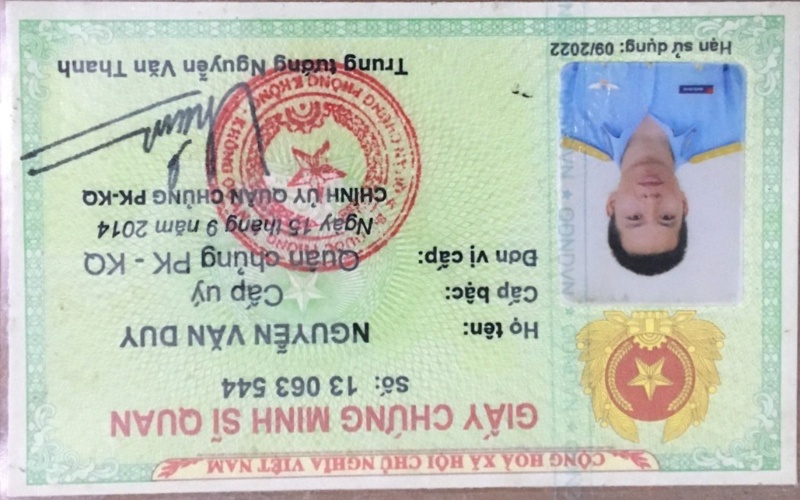 CỘNG HOÀ XÃ HỘI CHỦ NGHĨA VIỆT NAM
GIẤY CHỨNG MINH SĨ QUAN
Số: 13 063 544
Họ tên: NGUYỄN VĂN DUY
Cấp bậc: Cấp uý
Đơn vị cấp: Quân chủng PK - KQ
Ngày 15 tháng 9 năm 2014
CHÍNH ỦY QUÂN CHỦNG PK-KQ
Trung tướng Nguyễn Văn Thanh
Hạn sử dụng: 09/2022